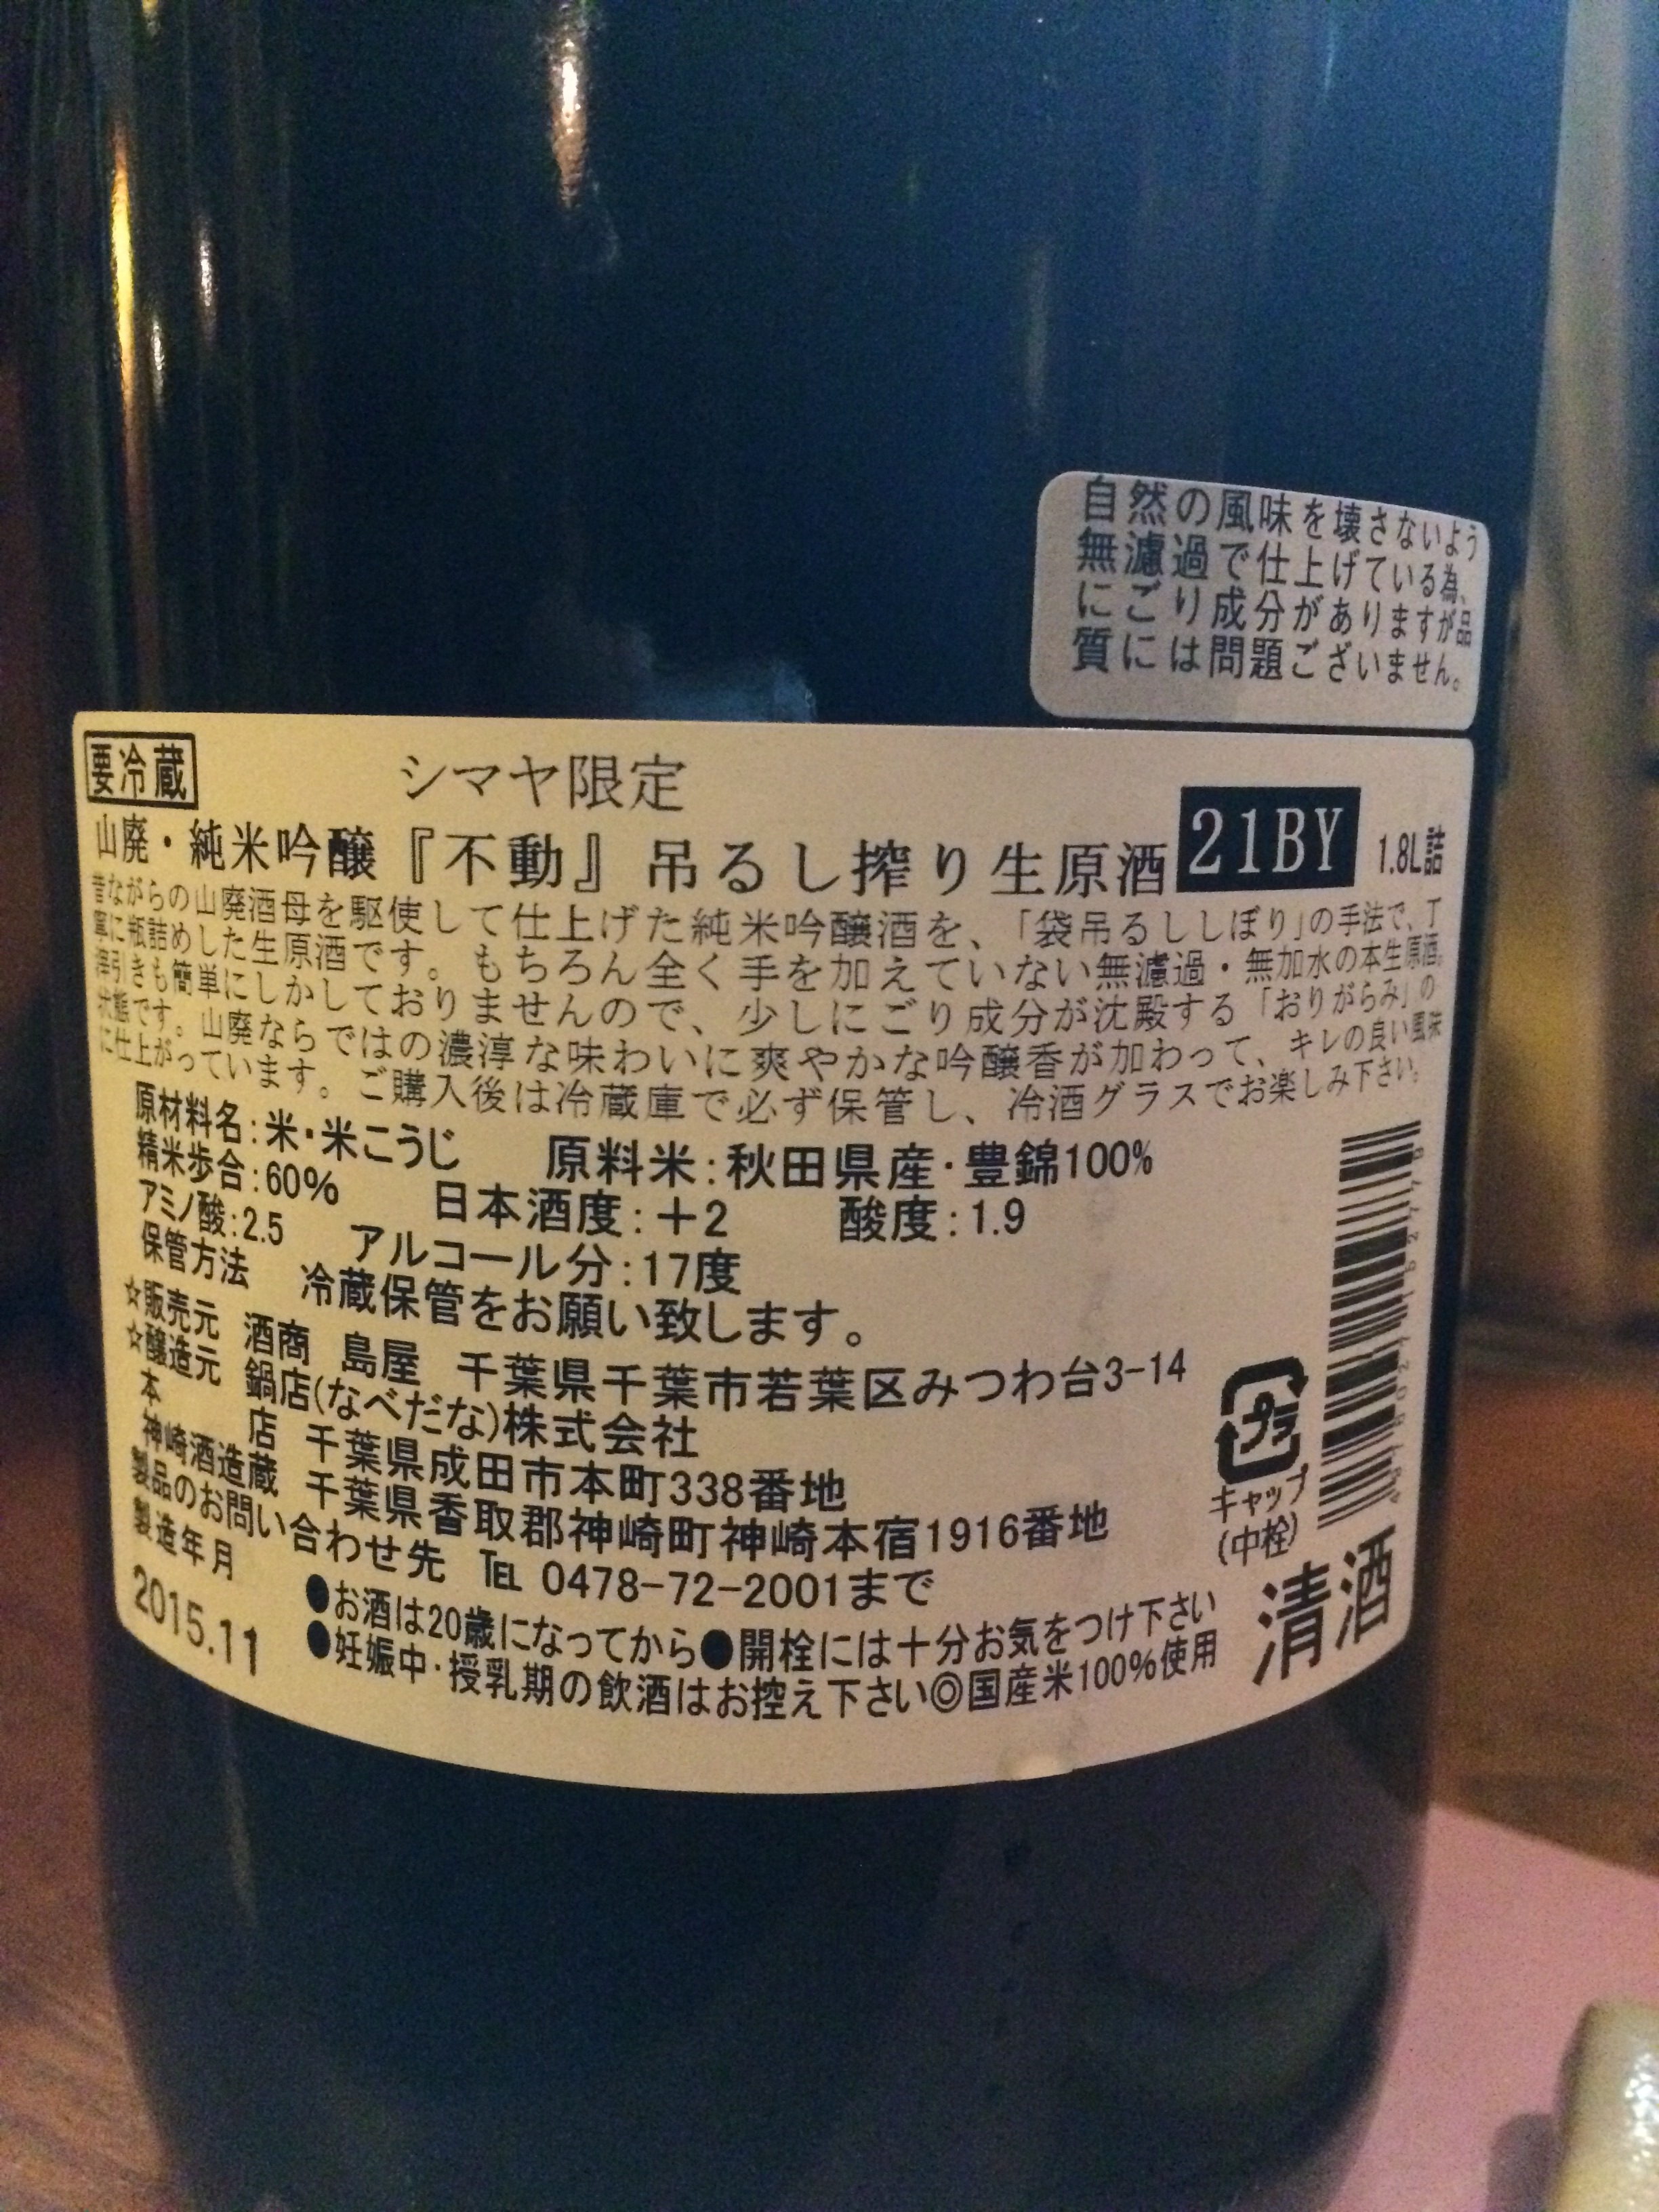 自然の風味を壊さないよう
無濾過で仕上げている為、
にごり成分がありますが品
質には問題ございません。
要冷蔵
シマヤ限定
山廃・純米吟醸『不動』吊るし搾り生原酒 21BY 1.8L詰
昔ながらの山廃酒母を駆使して仕上げた純米吟醸酒を、「袋吊るししぼり」の手法で、丁
寧に瓶詰めした生原酒です。もちろん全く手を加えていない無濾過・無加水の本生原酒。
滓引きも簡単にしかしておりませんので、少しにごり成分が沈殿する「おりがらみ」の
状態です。山廃ならではの濃淳な味わいに爽やかな吟醸香が加わって、キレの良い風味
に仕上がっています。ご購入後は冷蔵庫で必ず保管し、冷酒グラスでお楽しみ下さい。
原材料名:米・米こうじ 原料米:秋田県産・豊錦100%
精米歩合:60% 日本酒度:+2 酸度:1.9
アミノ酸:2.5 アルコール分:17度
保管方法 冷蔵保管をお願い致します。
☆販売元 酒商 島屋 千葉県千葉市若葉区みつわ台3-14
☆醸造元 鍋店(なべだな)株式会社
本 店 千葉県成田市本町338番地
神崎酒造蔵 千葉県香取郡神崎町神崎本宿1916番地
製品のお問い合わせ先 ℡ 0478-72-2001まで
製造年月
2015.11
●お酒は20歳になってから●開栓には十分お気をつけ下さい
●妊娠中・授乳期の飲酒はお控え下さい◎国産米100%使用
プラ
キャップ
(中栓)
清酒